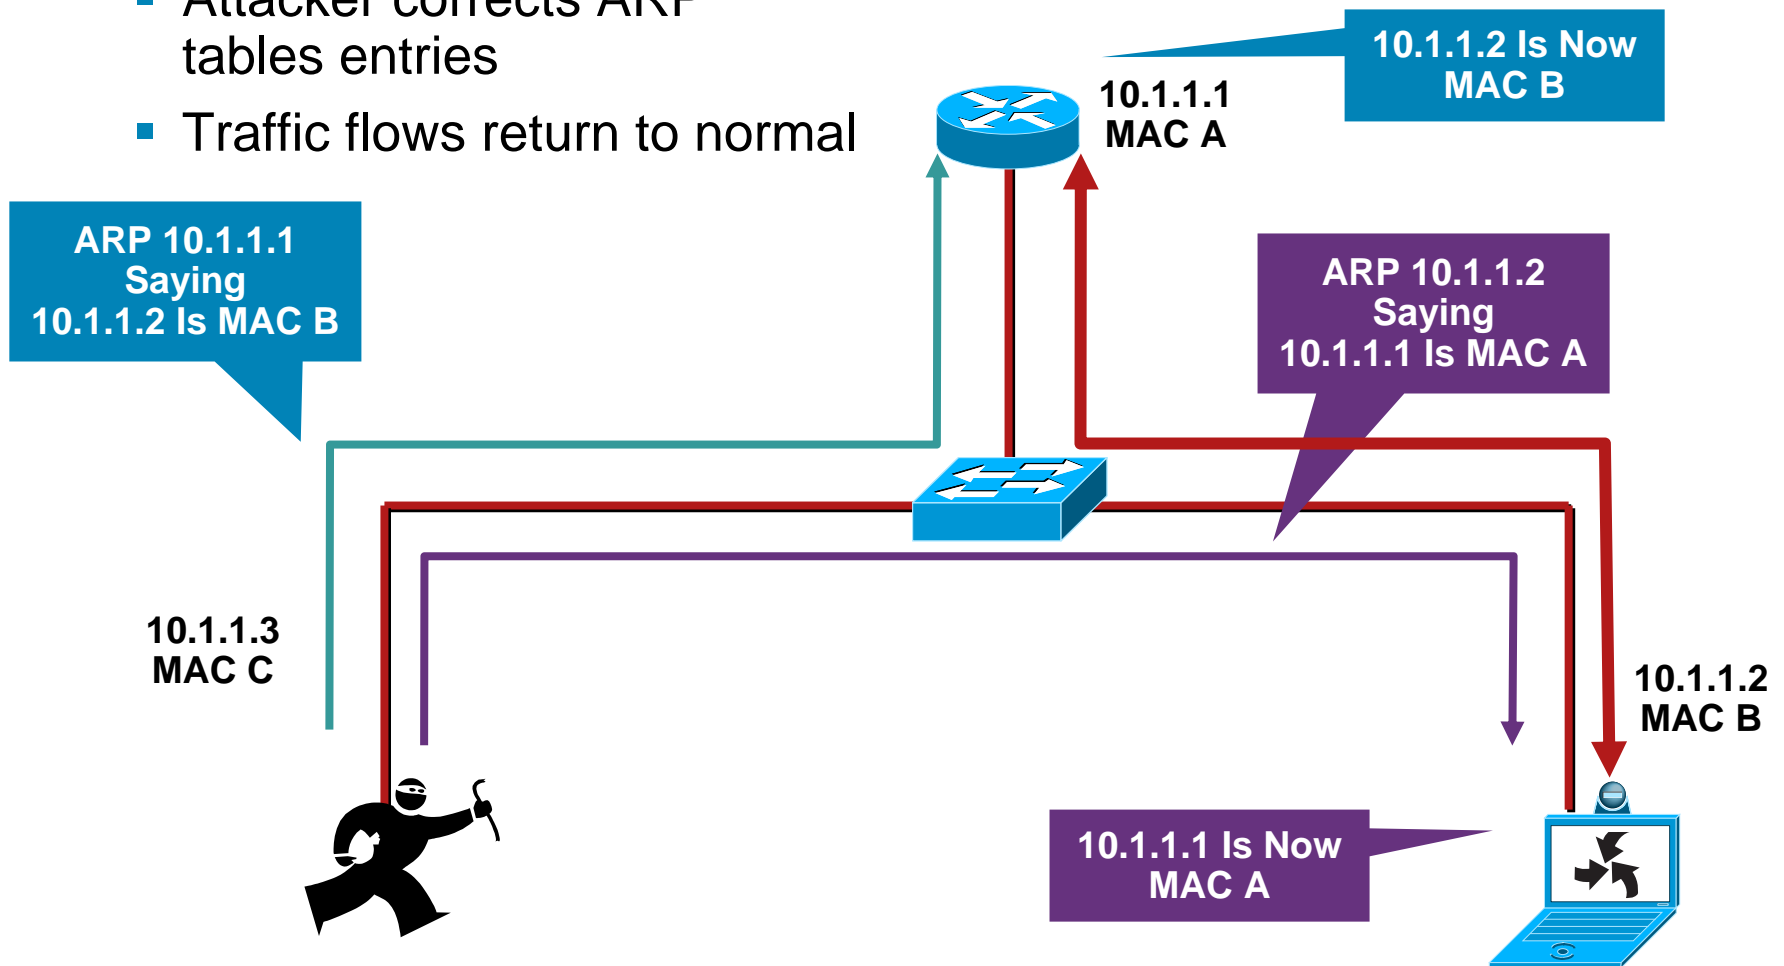 Attacker corrects ARP
tables entries
Traffic flows return to normal
10.1.1.2 Is Now
MAC B
10.1.1.1
MAC A
ARP 10.1.1.1
Saying
10.1.1.2 Is MAC B
ARP 10.1.1.2
Saying
10.1.1.1 Is MAC A
10.1.1.3
MAC C
10.1.1.2
MAC B
10.1.1.1 Is Now
MAC A